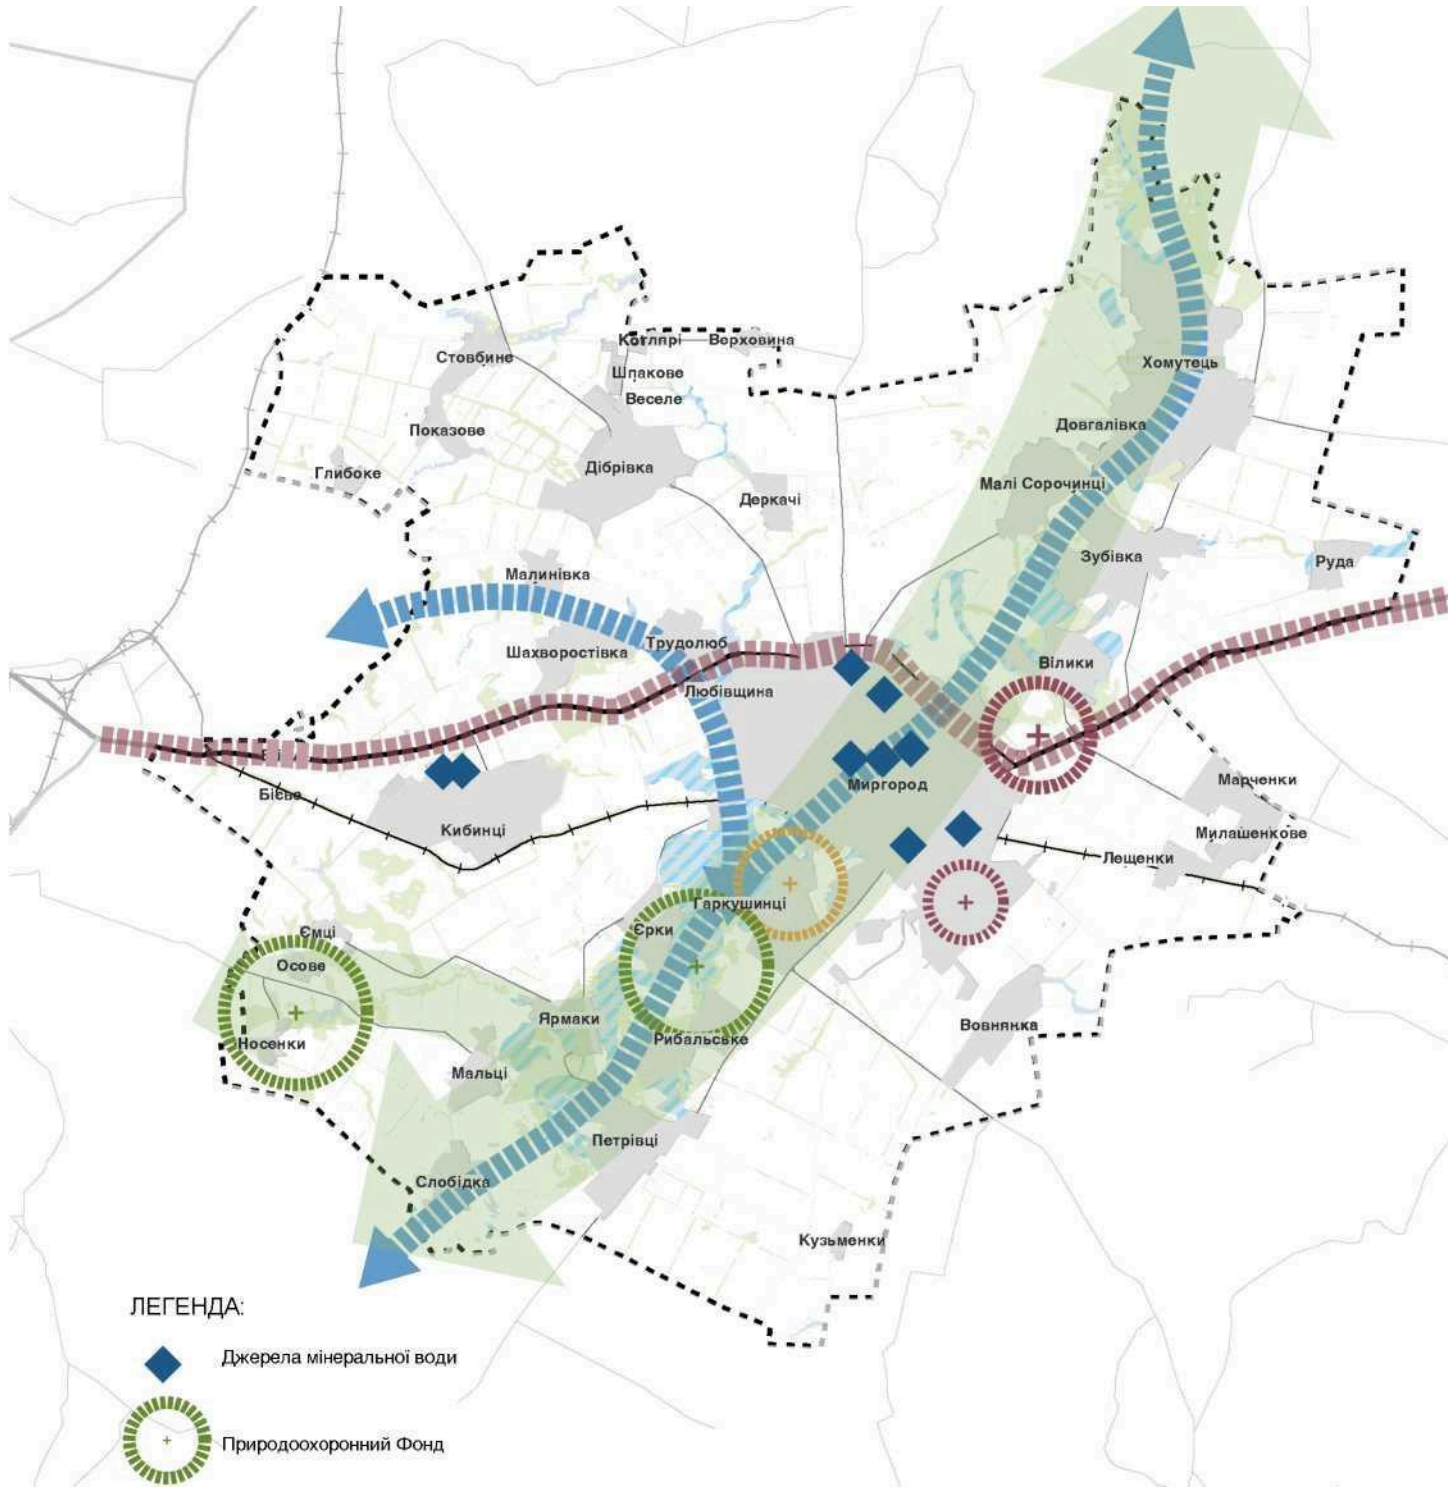 Котлярі
Верховина
Стовбине
Шпакове
Хомутець
Веселе
Показове
Довгалівка
Глибоке
Дібрівка
Малі Сорочинці
Деркачі
Зубівка
Руда
Малинівка
Трудолюб
Шахворостівка
Вілики
Любівщина
Марченки
Миргород
Бієве
Кибинці
Милашенкове
Лещенки
Гаркушинці
Ємці
Єрки
Осове
Ярмаки
Вовнянка
Носенки
Рибальське
Мальці
Петрівці
Слобідка
Кузьменки
ЛЕГЕНДА:
Джерела мінеральної води
Природоохоронний Фонд